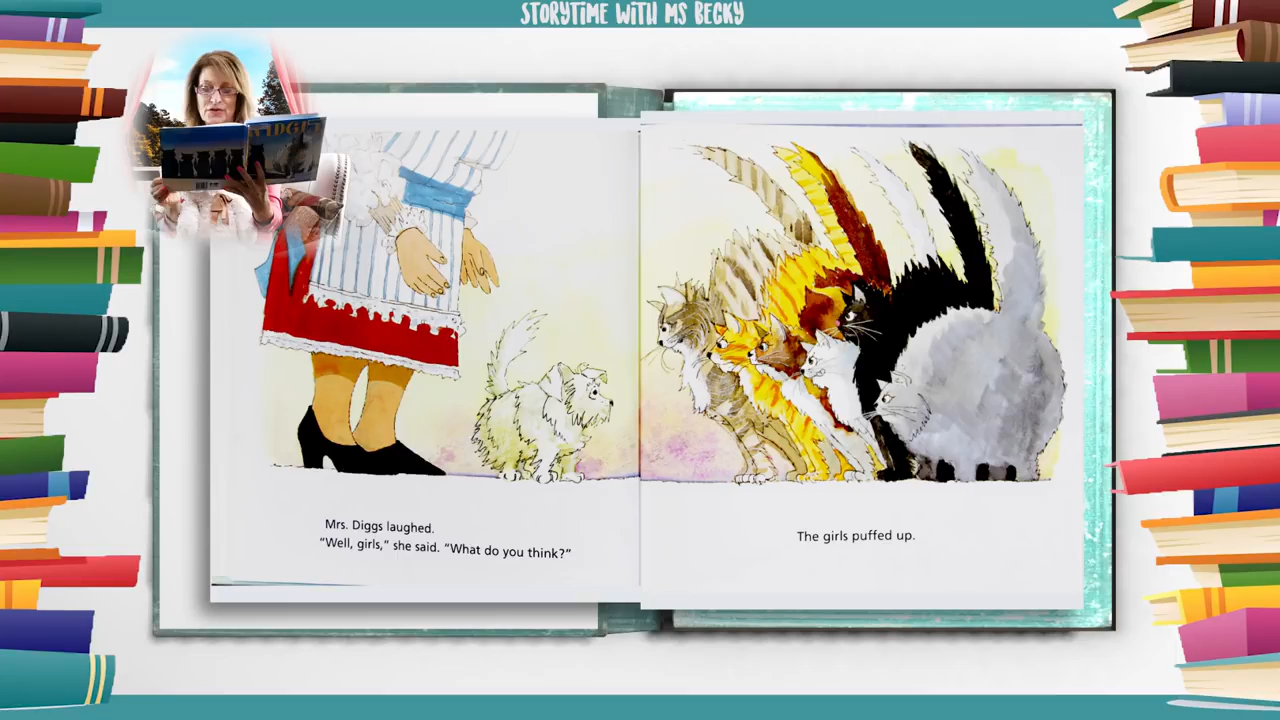 STORYTIME WITH MS BECKY
Mrs. Diggs laughed.
"Well, girls," she said. "What do you think?"
The girls puffed up.